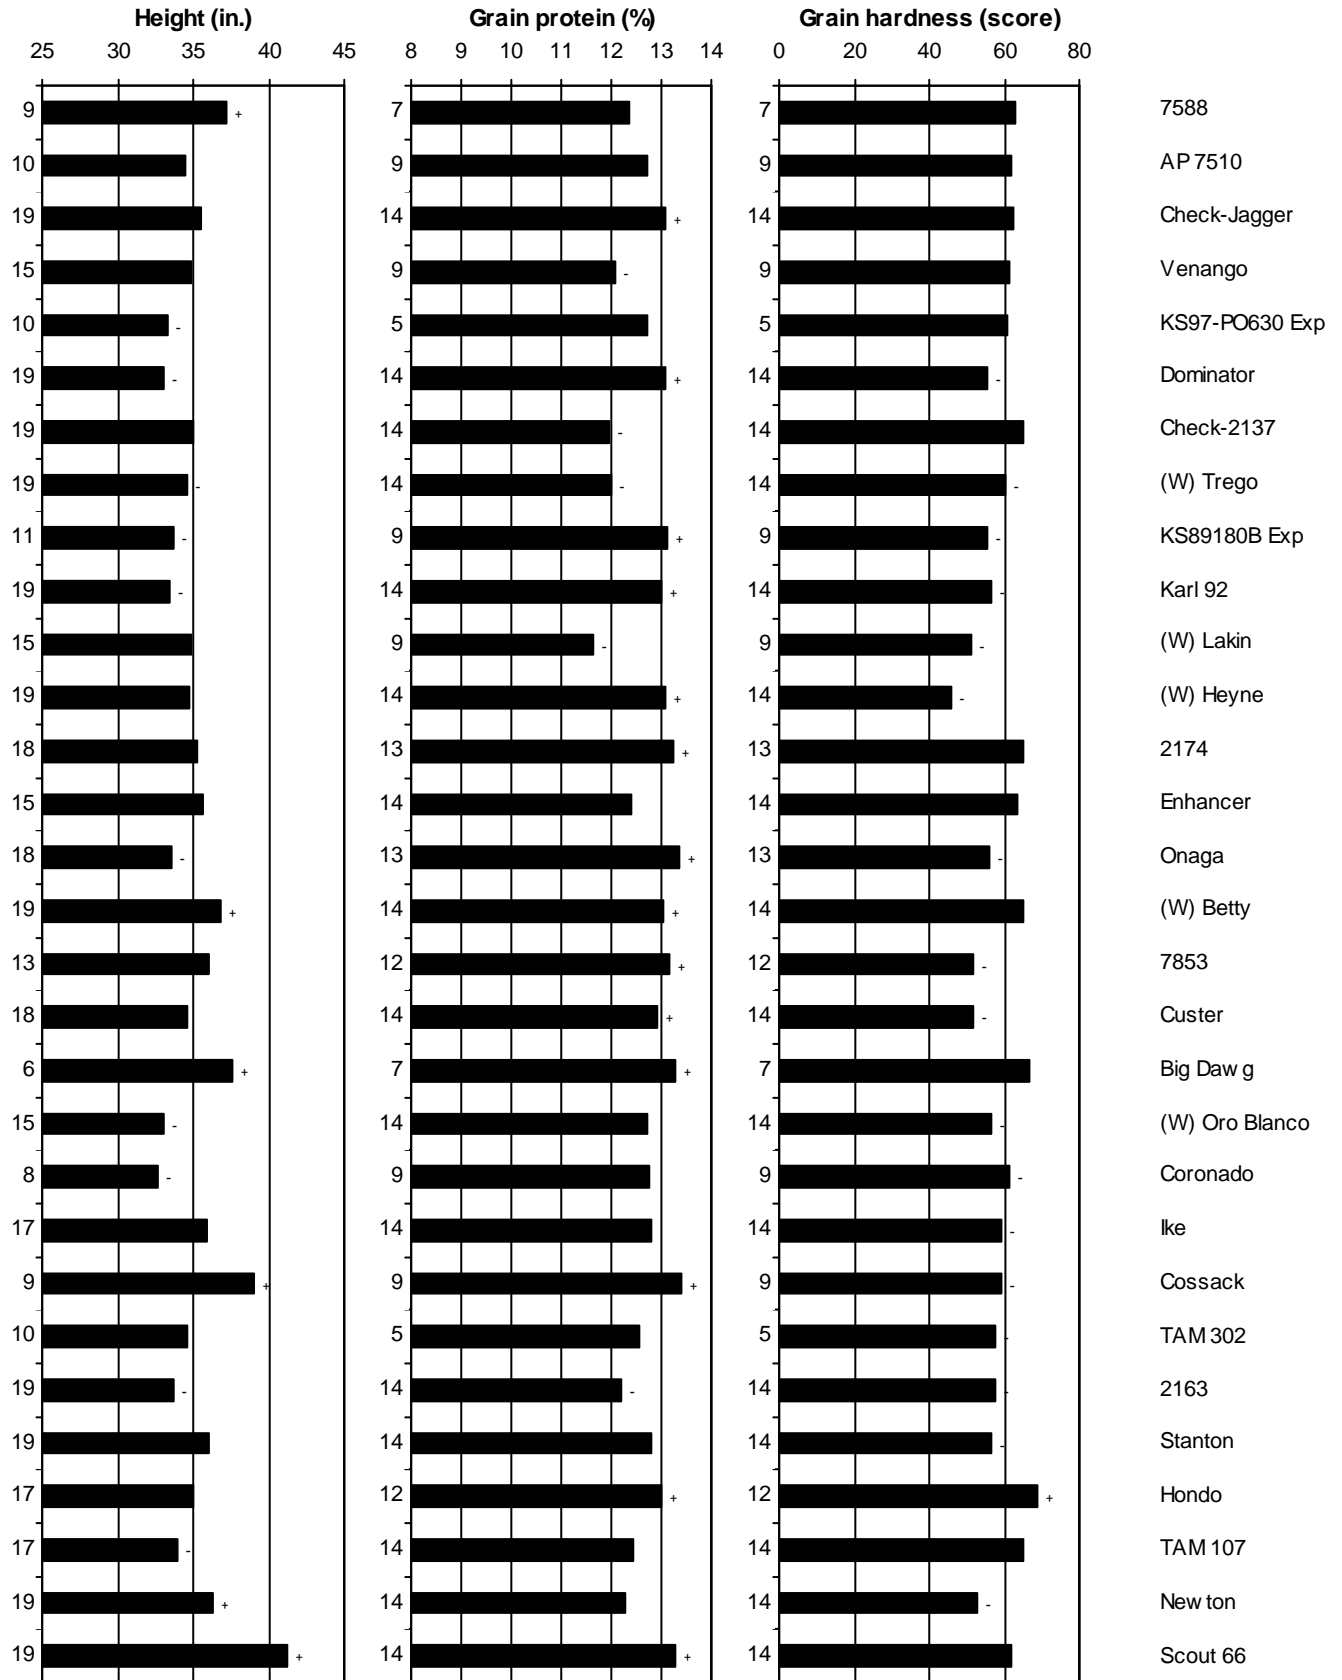 Height (in.) Grain protein (%) Grain hardness (score)
25 30 35 40 45 8 9 10 11 12 13 14 0 20 40 60 80
9 + 7 7 7588
10 9 9 AP 7510
19 14 + 14 Check-Jagger
15 9 - 9 Venango
10 - 5 5 KS97-PO630 Exp
19 - 14 + 14 - Dominator
19 14 - 14 Check-2137
19 - 14 - 14 - (W) Trego
11 - 9 + 9 - KS89180B Exp
19 - 14 + 14 - Karl 92
15 9 - 9 - (W) Lakin
19 14 + 14 - (W) Heyne
18 13 + 13 2174
15 14 14 Enhancer
18 - 13 + 13 - Onaga
19 + 14 + 14 (W) Betty
13 12 + 12 - 7853
18 14 + 14 - Custer
6 + 7 + 7 Big Dawg
15 - 14 14 - (W) Oro Blanco
8 - 9 9 - Coronado
17 14 14 - Ike
9 + 9 + 9 - Cossack
10 5 5 - TAM 302
19 - 14 - 14 - 2163
19 14 14 - Stanton
17 12 + 12 + Hondo
17 - 14 14 TAM 107
19 + 14 14 - Newton
19 + 14 + 14 Scout 66